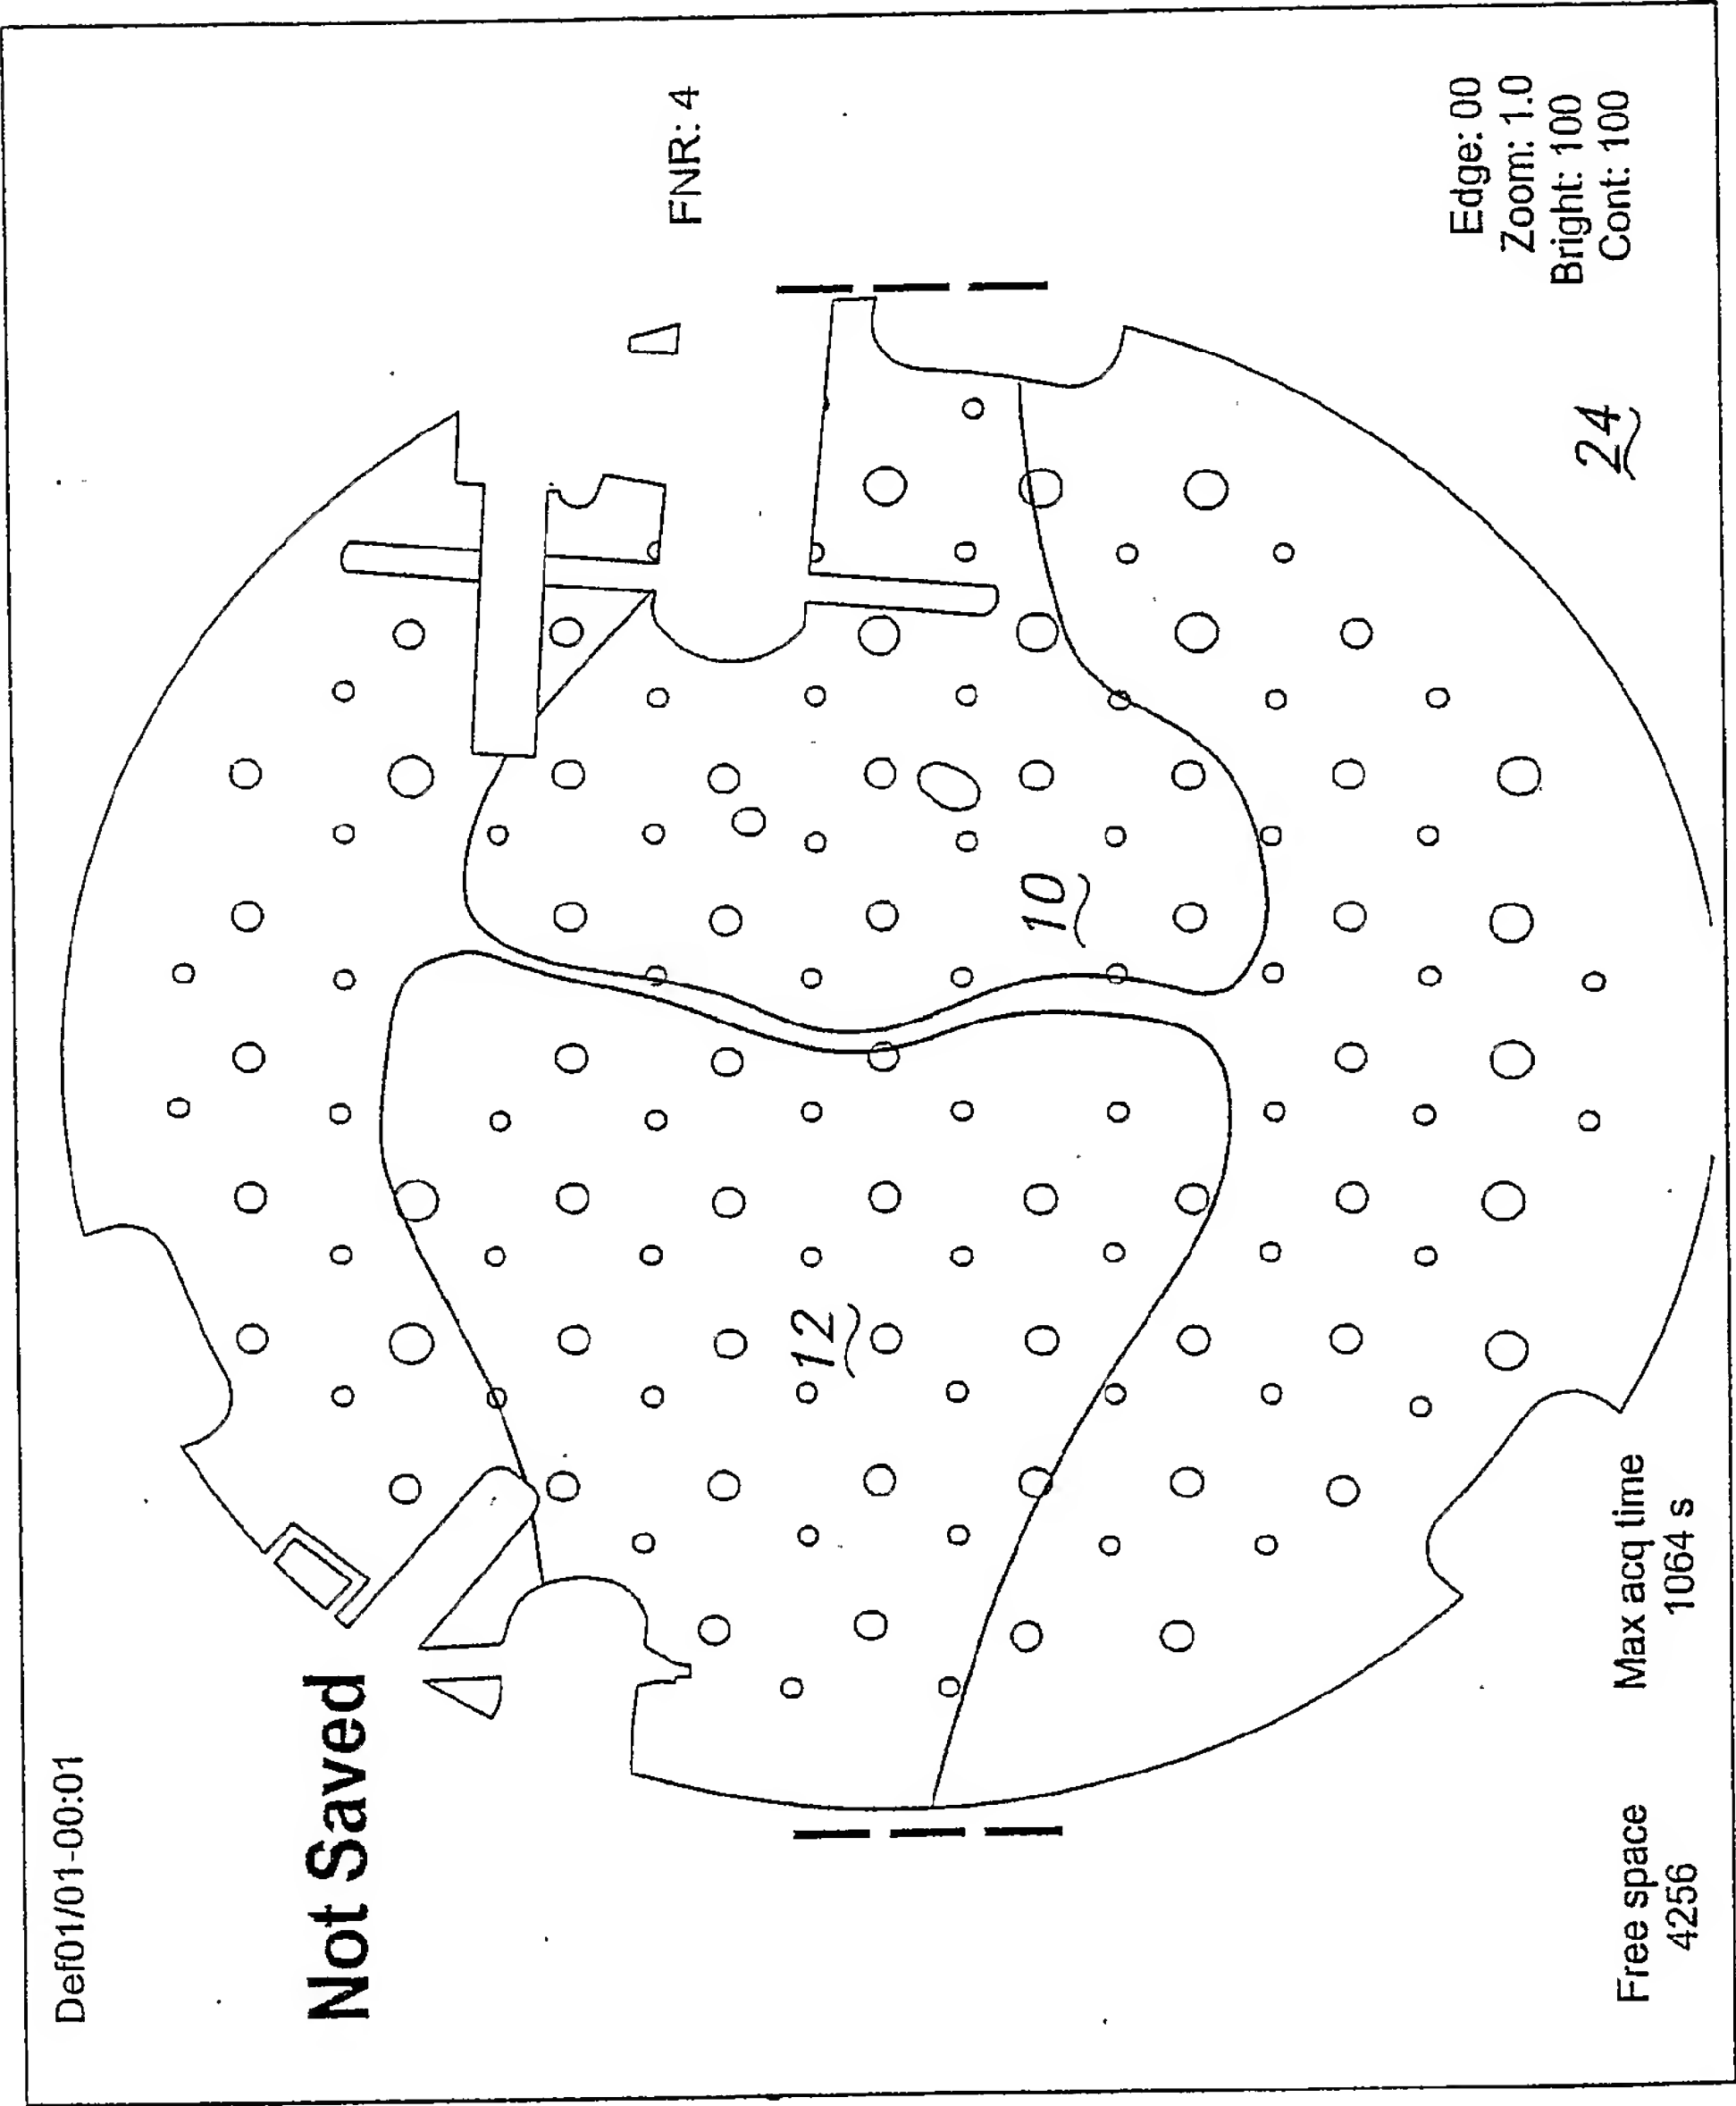 Def01/01-00:01
Not Saved
FNR: 4
10
12
24
Edge: 00
Zoom: 1.0
Bright: 100
Cont: 100
Free space
4256
Max acq time
1064 s